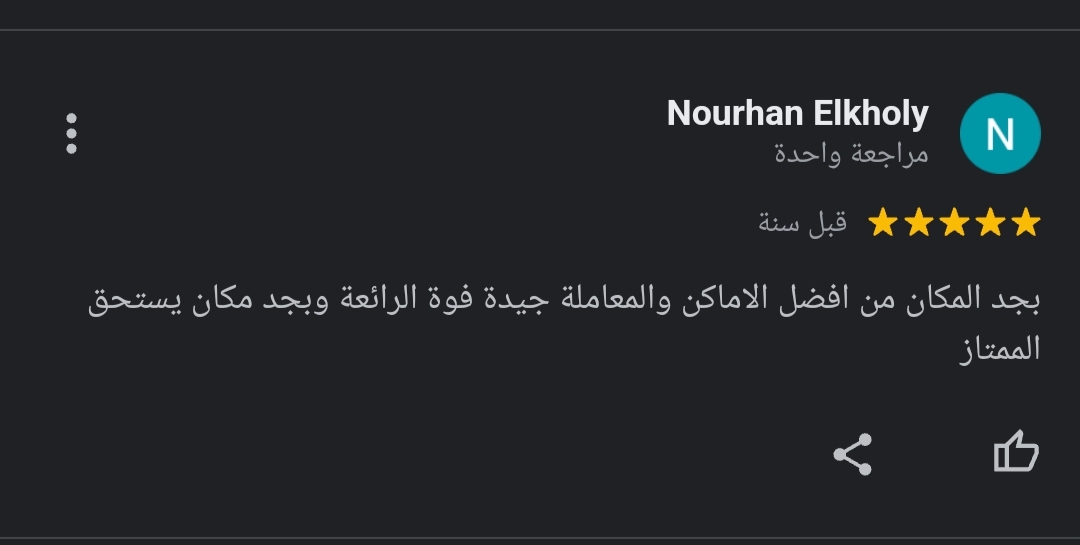 Nourhan Elkholy
N
مراجعة واحدة
قبل سنة
بجد المكان من افضل الاماكن والمعاملة جيدة فوة الرائعة وبجد مكان يستحق
الممتاز